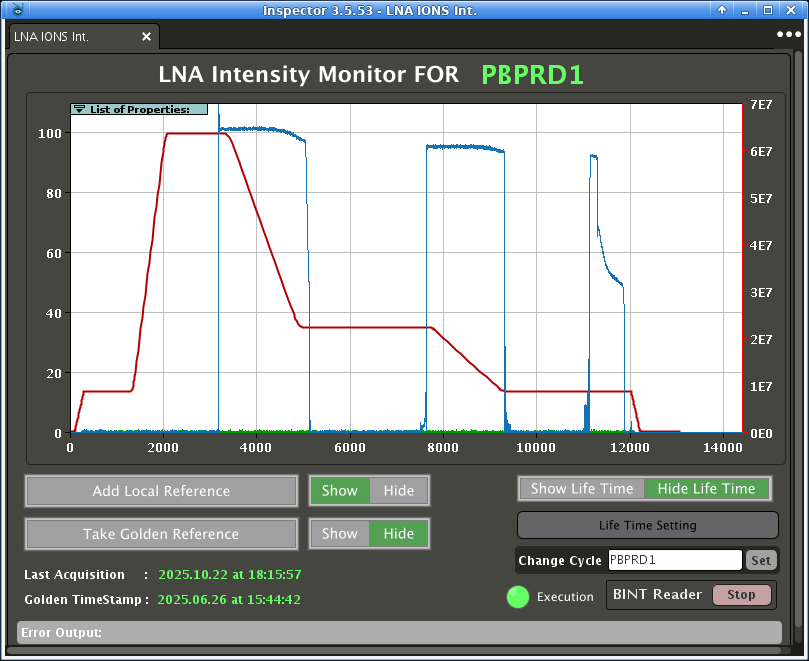 Inspector 3.5.53 - LNA IONS Int.
LNA IONS Int.
LNA Intensity Monitor FOR PBPRD1
List of Properties:
7E7
100
6E7
80
5E7
60
4E7
3E7
40
2E7
20
1E7
0
0E0
0 2000 4000 6000 8000 10000 12000 14000
Add Local Reference Show Hide Show Life Time Hide Life Time
Take Golden Reference Show Hide Life Time Setting
Change Cycle PBPRD1 Set
Last Acquisition : 2025.10.22 at 18:15:57
Golden TimeStamp : 2025.06.26 at 15:44:42
Execution BINT Reader Stop
Error Output: